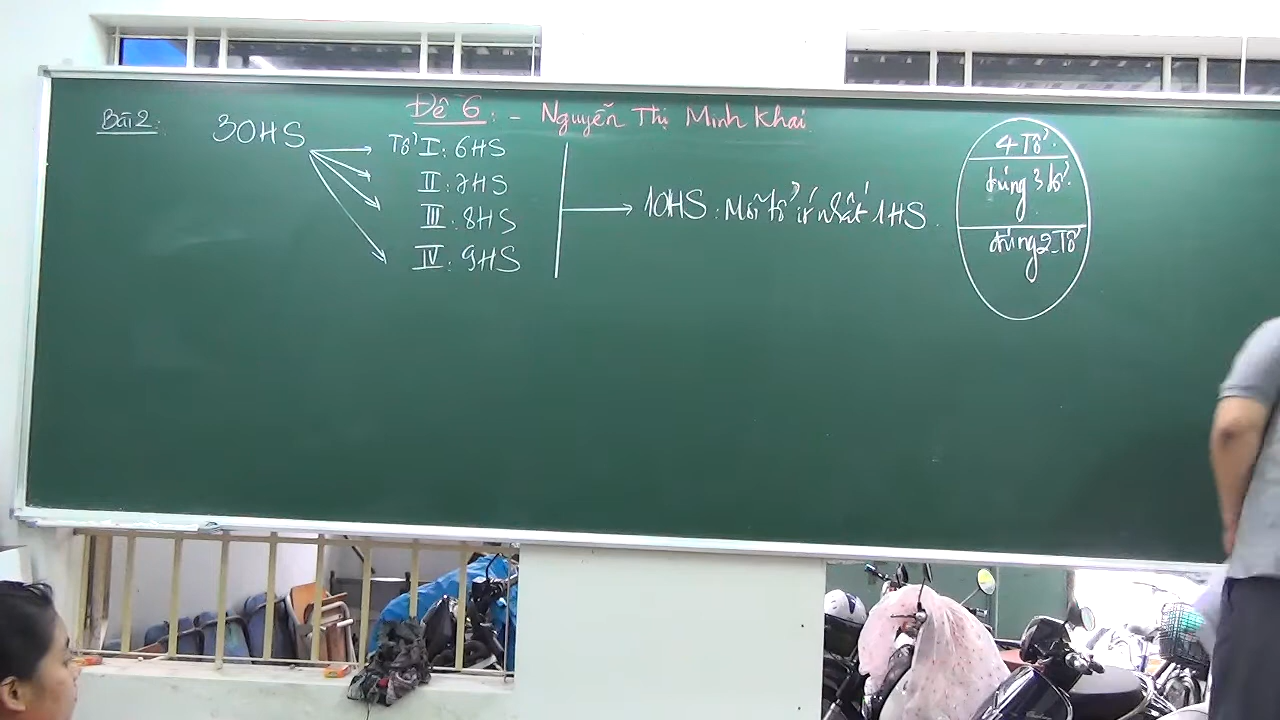 Đề 6: - Nguyễn Thị Minh Khai
Bài 2:
30HS
Tổ I: 6HS
II: 7HS
III: 8HS
IV: 9HS
10HS: Mỗi tổ ít nhất 1HS.
4 Tổ.
đúng 3 tổ.
đúng 2 Tổ